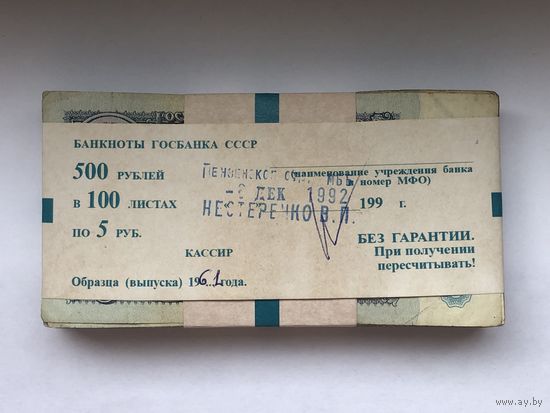 БАНКНОТЫ ГОСБАНКА СССР
500 РУБЛЕЙ
(наименование учреждения банка
и номер МФО)
В 100 ЛИСТАХ
-2 ДЕК 1992
199 г.
НЕСТЕРЕЧКО В.П.
ПО 5 РУБ.
КАССИР
БЕЗ ГАРАНТИИ.
При получении
пересчитывать!
Образца (выпуска) 1961 года.
www.ay.by